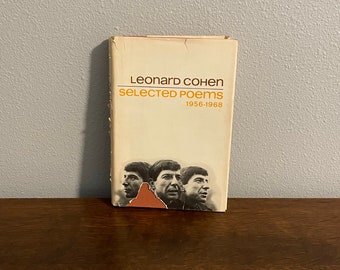 Leonard Cohen
Selected Poems
1956-1968